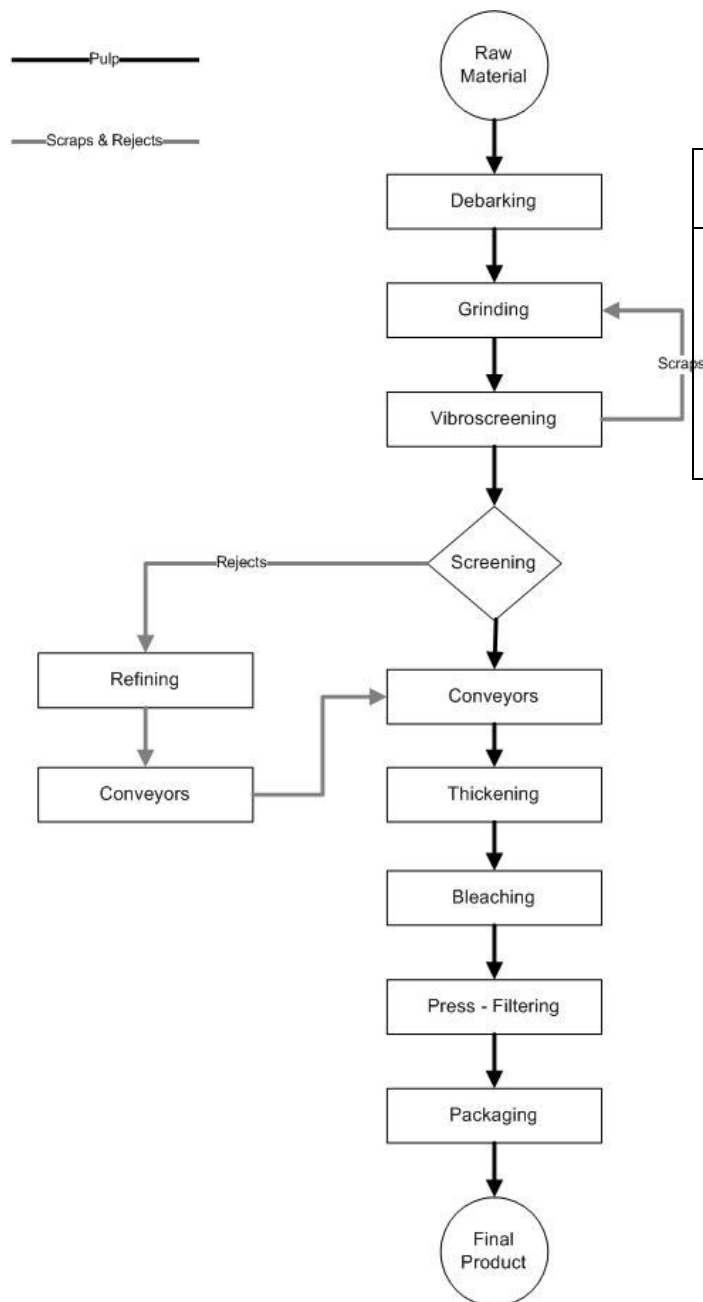 Pulp
Scraps & Rejects
Raw
Material
Debarking
Grinding
Scraps
Vibroscreening
Screening
Rejects
Refining
Conveyors
Conveyors
Thickening
Bleaching
Press - Filtering
Packaging
Final
Product